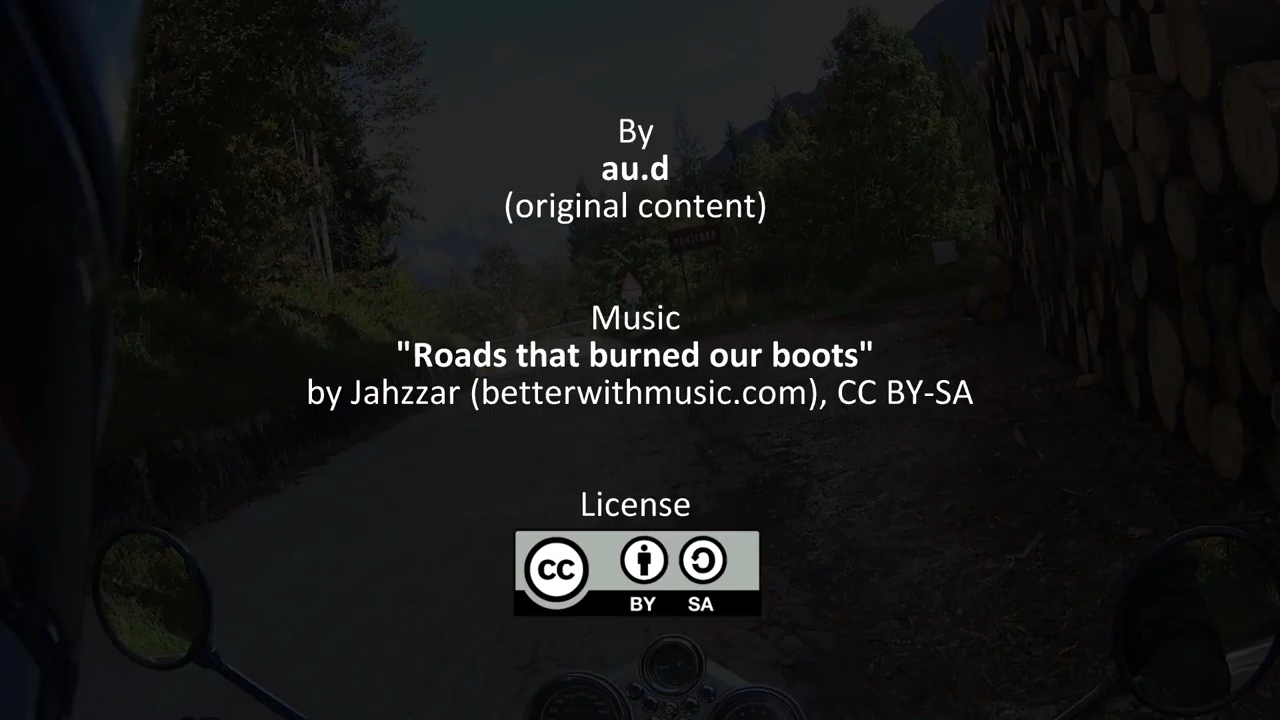 By
au.d
(original content)
Music
"Roads that burned our boots"
by Jahzzar (betterwithmusic.com), CC BY-SA
License
CC
BY SA